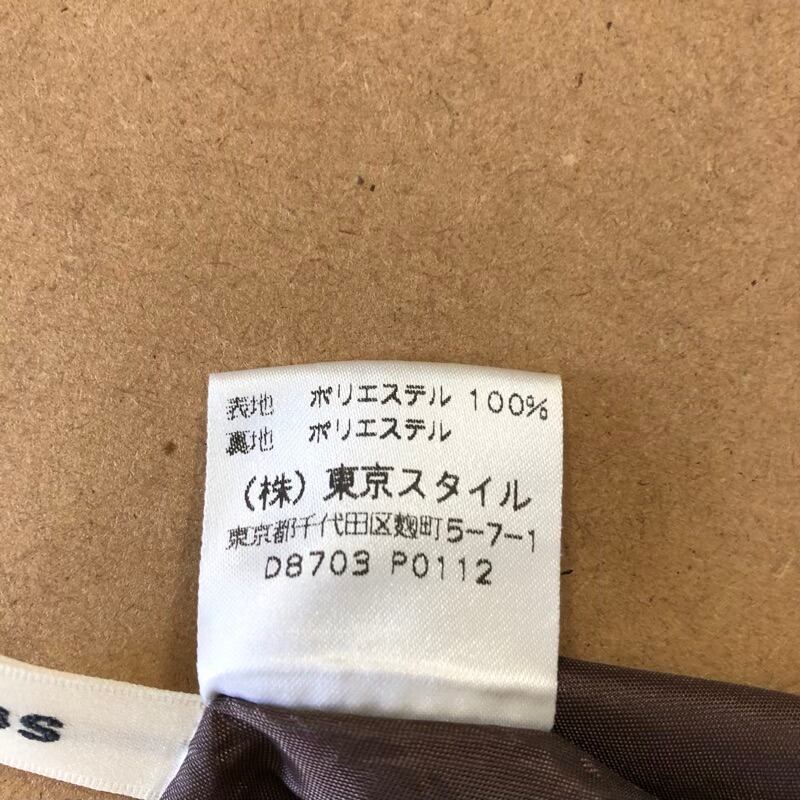 表地 ポリエステル 100%
裏地 ポリエステル
(株) 東京スタイル
東京都千代田区麹町5-7-1
D8703 P0112